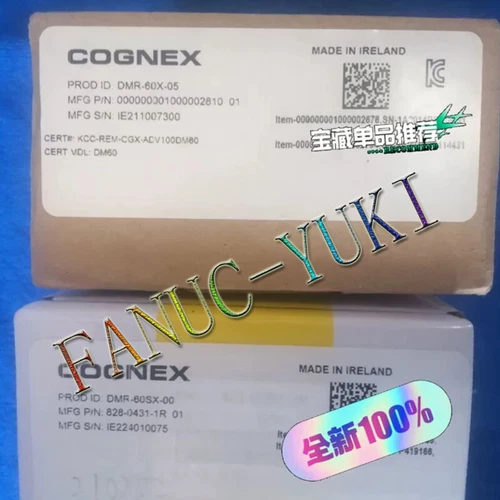 COGNEX
MADE IN IRELAND
PROD ID: DMR-60X-05
MFG P/N: 000000301000002810 01
MFG S/N: IE211007300
CERT#: KCC-REM-CGX-ADV100DM60
CERT VDL: DM60
宝藏单品推荐
RECOMMEND
FANUC-YUKI
COGNEX
MADE IN IRELAND
PROD ID: DMR-60SX-00
MFG P/N: 828-0431-1R 01
MFG S/N: IE224010075
全新100%